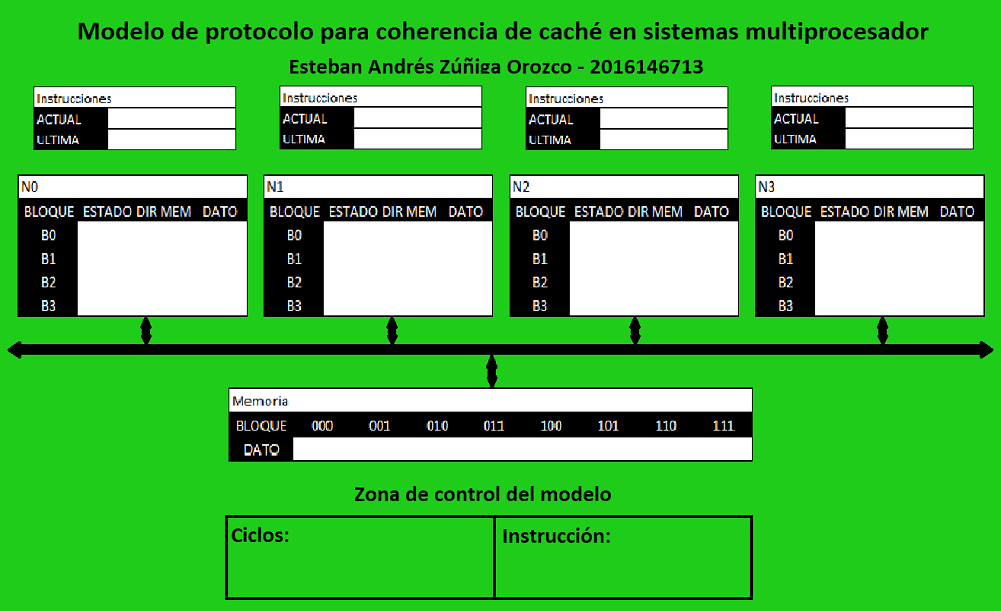 Modelo de protocolo para coherencia de caché en sistemas multiprocesador
Esteban Andrés Zúñiga Orozco - 2016146713
Instrucciones
ACTUAL
ULTIMA
Instrucciones
ACTUAL
ULTIMA
Instrucciones
ACTUAL
ULTIMA
Instrucciones
ACTUAL
ULTIMA
N0
BLOQUE ESTADO DIR MEM DATO
B0
B1
B2
B3
N1
BLOQUE ESTADO DIR MEM DATO
B0
B1
B2
B3
N2
BLOQUE ESTADO DIR MEM DATO
B0
B1
B2
B3
N3
BLOQUE ESTADO DIR MEM DATO
B0
B1
B2
B3
Memoria
BLOQUE 000 001 010 011 100 101 110 111
DATO
Zona de control del modelo
Ciclos:
Instrucción: